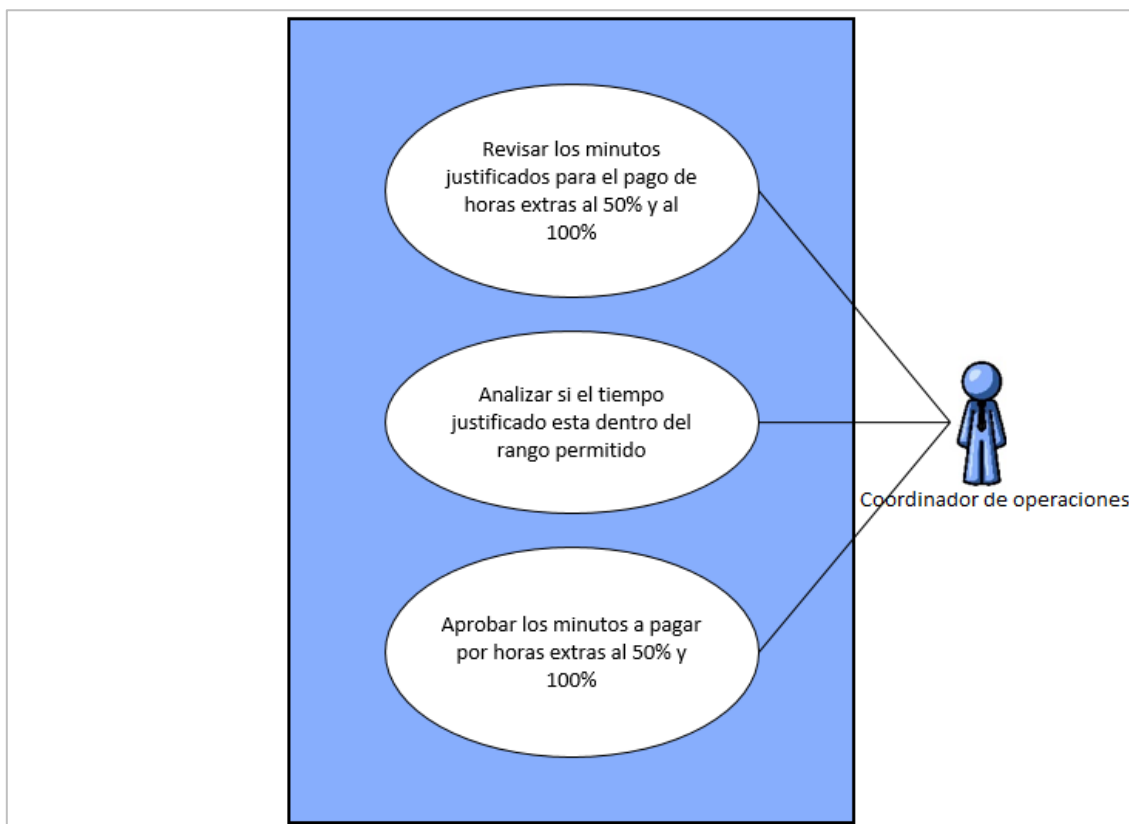 Revisar los minutos
justificados para el pago de
horas extras al 50% y al
100%
Analizar si el tiempo
justificado esta dentro del
rango permitido
Coordinador de operaciones
Aprobar los minutos a pagar
por horas extras al 50% y
100%